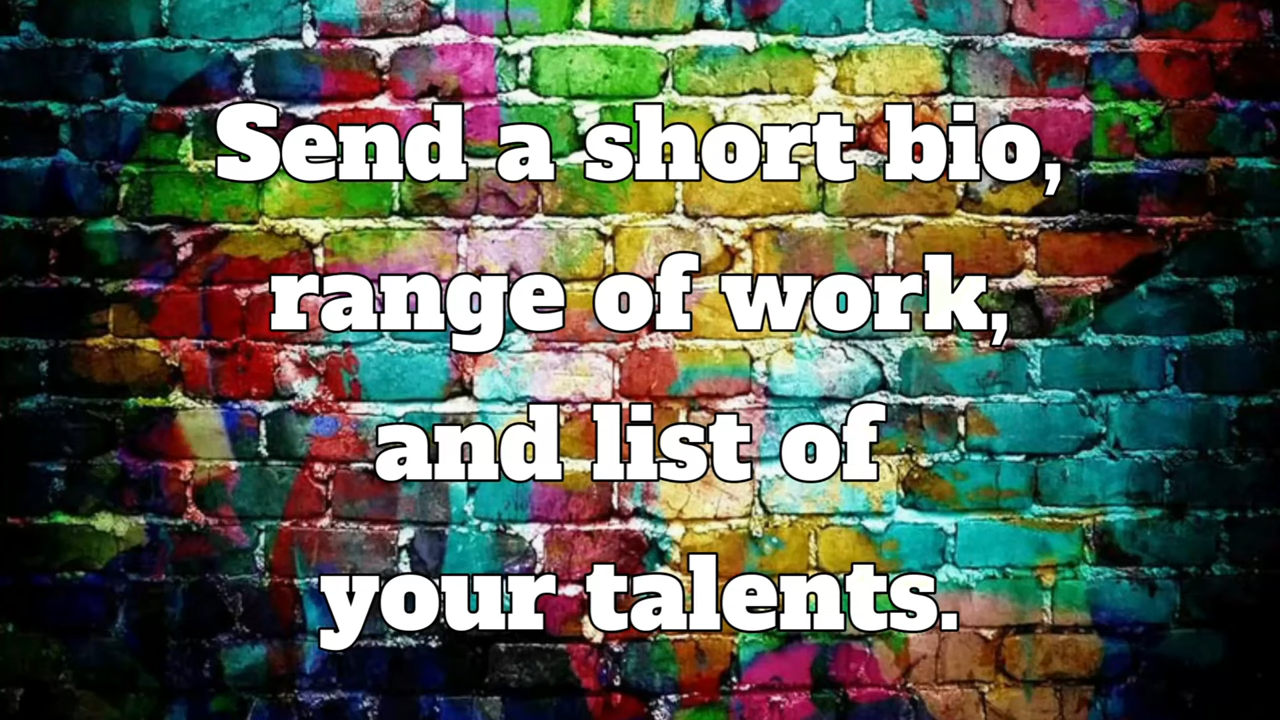 Send a short bio,
range of work,
and list of
your talents.